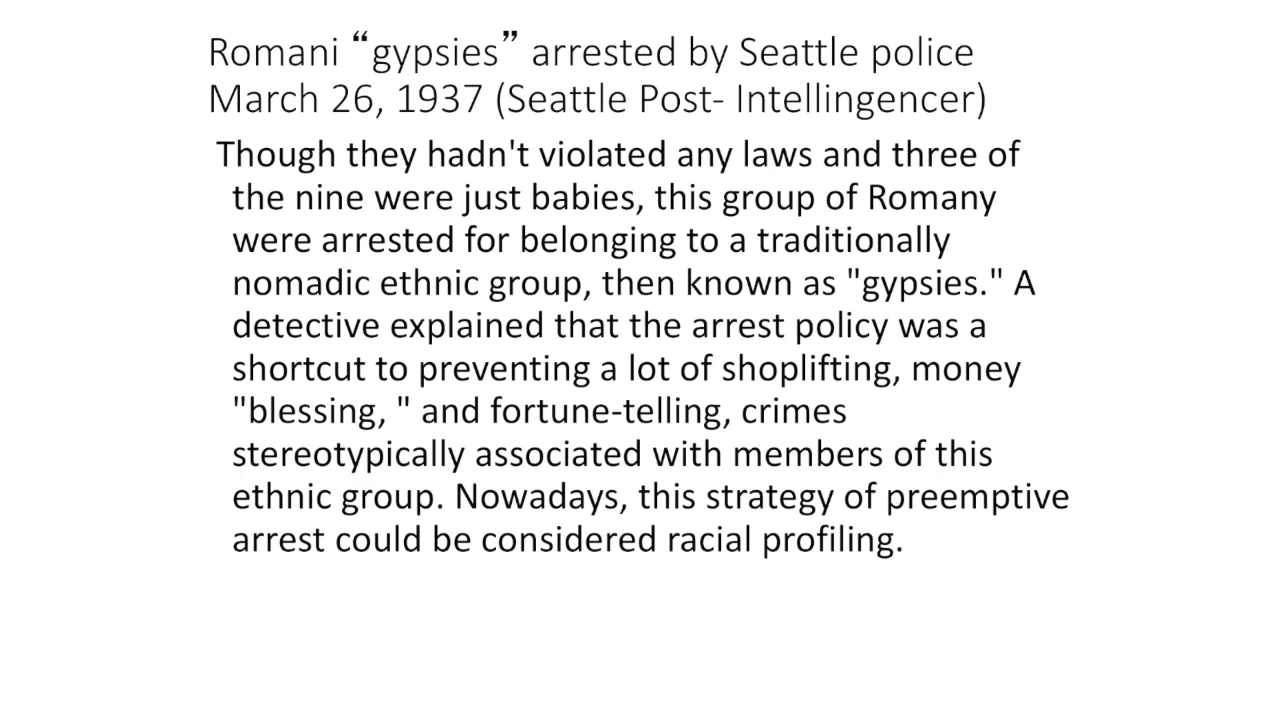 Romani “gypsies” arrested by Seattle police
March 26, 1937 (Seattle Post- Intellingencer)
Though they hadn't violated any laws and three of
the nine were just babies, this group of Romany
were arrested for belonging to a traditionally
nomadic ethnic group, then known as "gypsies." A
detective explained that the arrest policy was a
shortcut to preventing a lot of shoplifting, money
"blessing, " and fortune-telling, crimes
stereotypically associated with members of this
ethnic group. Nowadays, this strategy of preemptive
arrest could be considered racial profiling.